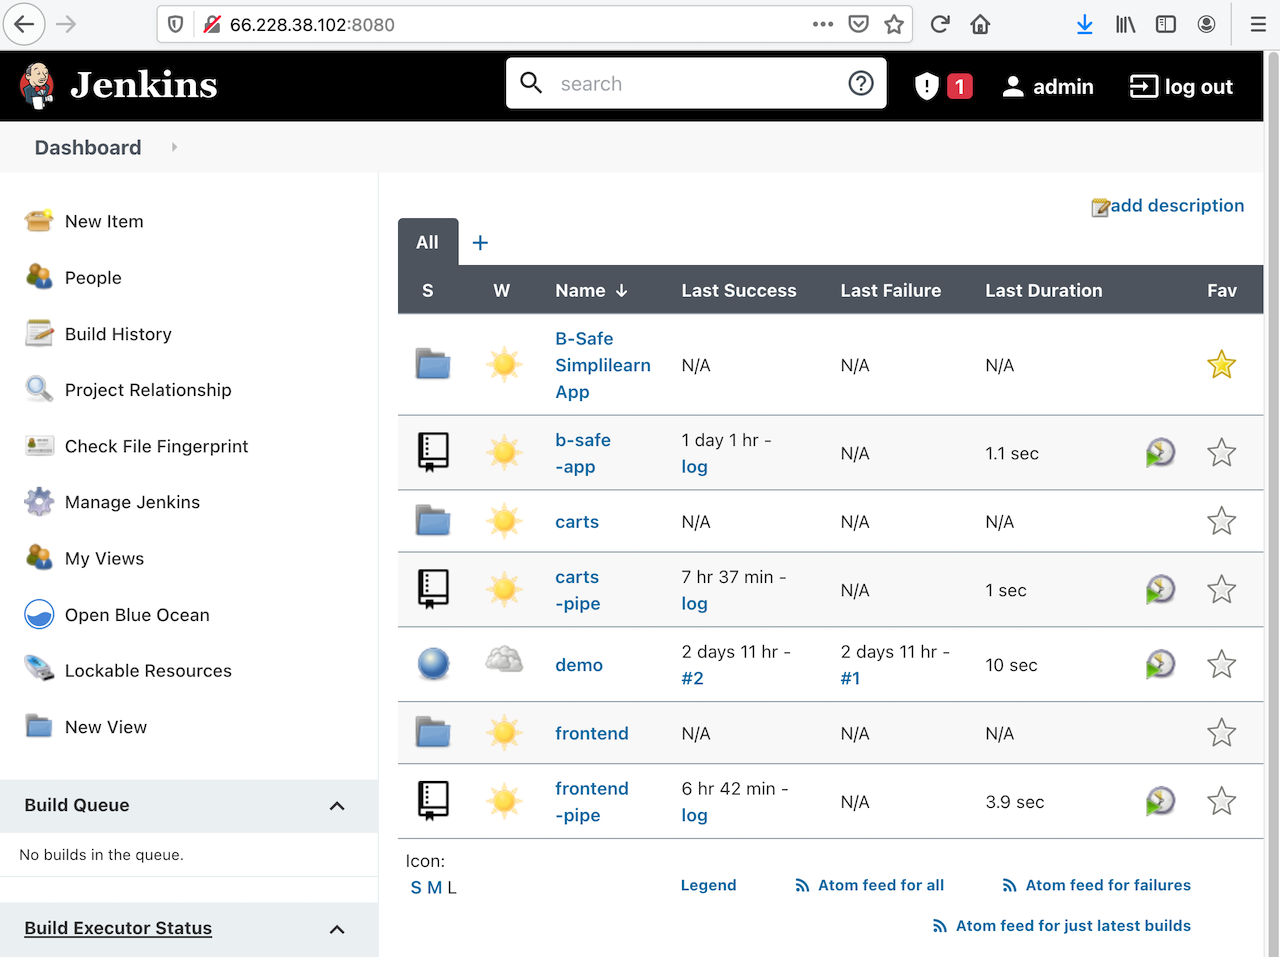 66.228.38.102:8080
Jenkins
search
1
admin
log out
Dashboard
New Item
People
Build History
Project Relationship
Check File Fingerprint
Manage Jenkins
My Views
Open Blue Ocean
Lockable Resources
New View
Build Queue
No builds in the queue.
Build Executor Status
add description
All +
S W Name ↓ Last Success Last Failure Last Duration Fav
B-Safe
Simplilearn N/A N/A N/A
App
b-safe 1 day 1 hr -
N/A 1.1 sec
-app log
carts N/A N/A N/A
carts 7 hr 37 min -
N/A 1 sec
-pipe log
2 days 11 hr - 2 days 11 hr -
demo 10 sec
#2 #1
frontend N/A N/A N/A
frontend 6 hr 42 min -
N/A 3.9 sec
-pipe log
Icon:
S M L
Legend Atom feed for all Atom feed for failures
Atom feed for just latest builds